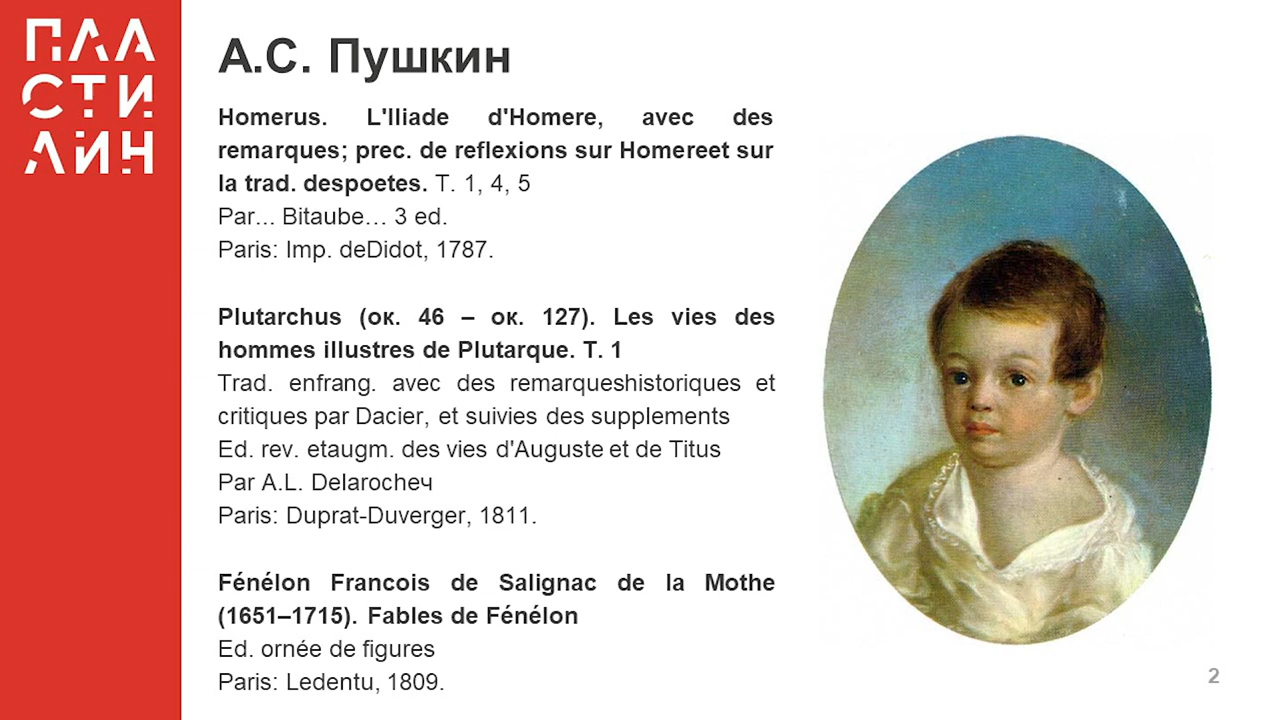 ПЛА
СТИ
ЛИН
А.С. Пушкин
Homerus. L'Iliade d'Homere, avec des
remarques; prec. de reflexions sur Homereet sur
la trad. despoetes. T. 1, 4, 5
Par... Bitaube… 3 ed.
Paris: Imp. deDidot, 1787.
Plutarchus (ок. 46 – ок. 127). Les vies des
hommes illustres de Plutarque. T. 1
Trad. enfrang. avec des remarqueshistoriques et
critiques par Dacier, et suivies des supplements
Ed. rev. etaugm. des vies d'Auguste et de Titus
Par A.L. Delarocheч
Paris: Duprat-Duverger, 1811.
Fénélon Francois de Salignac de la Mothe
(1651–1715). Fables de Fénélon
Ed. ornée de figures
Paris: Ledentu, 1809.
2